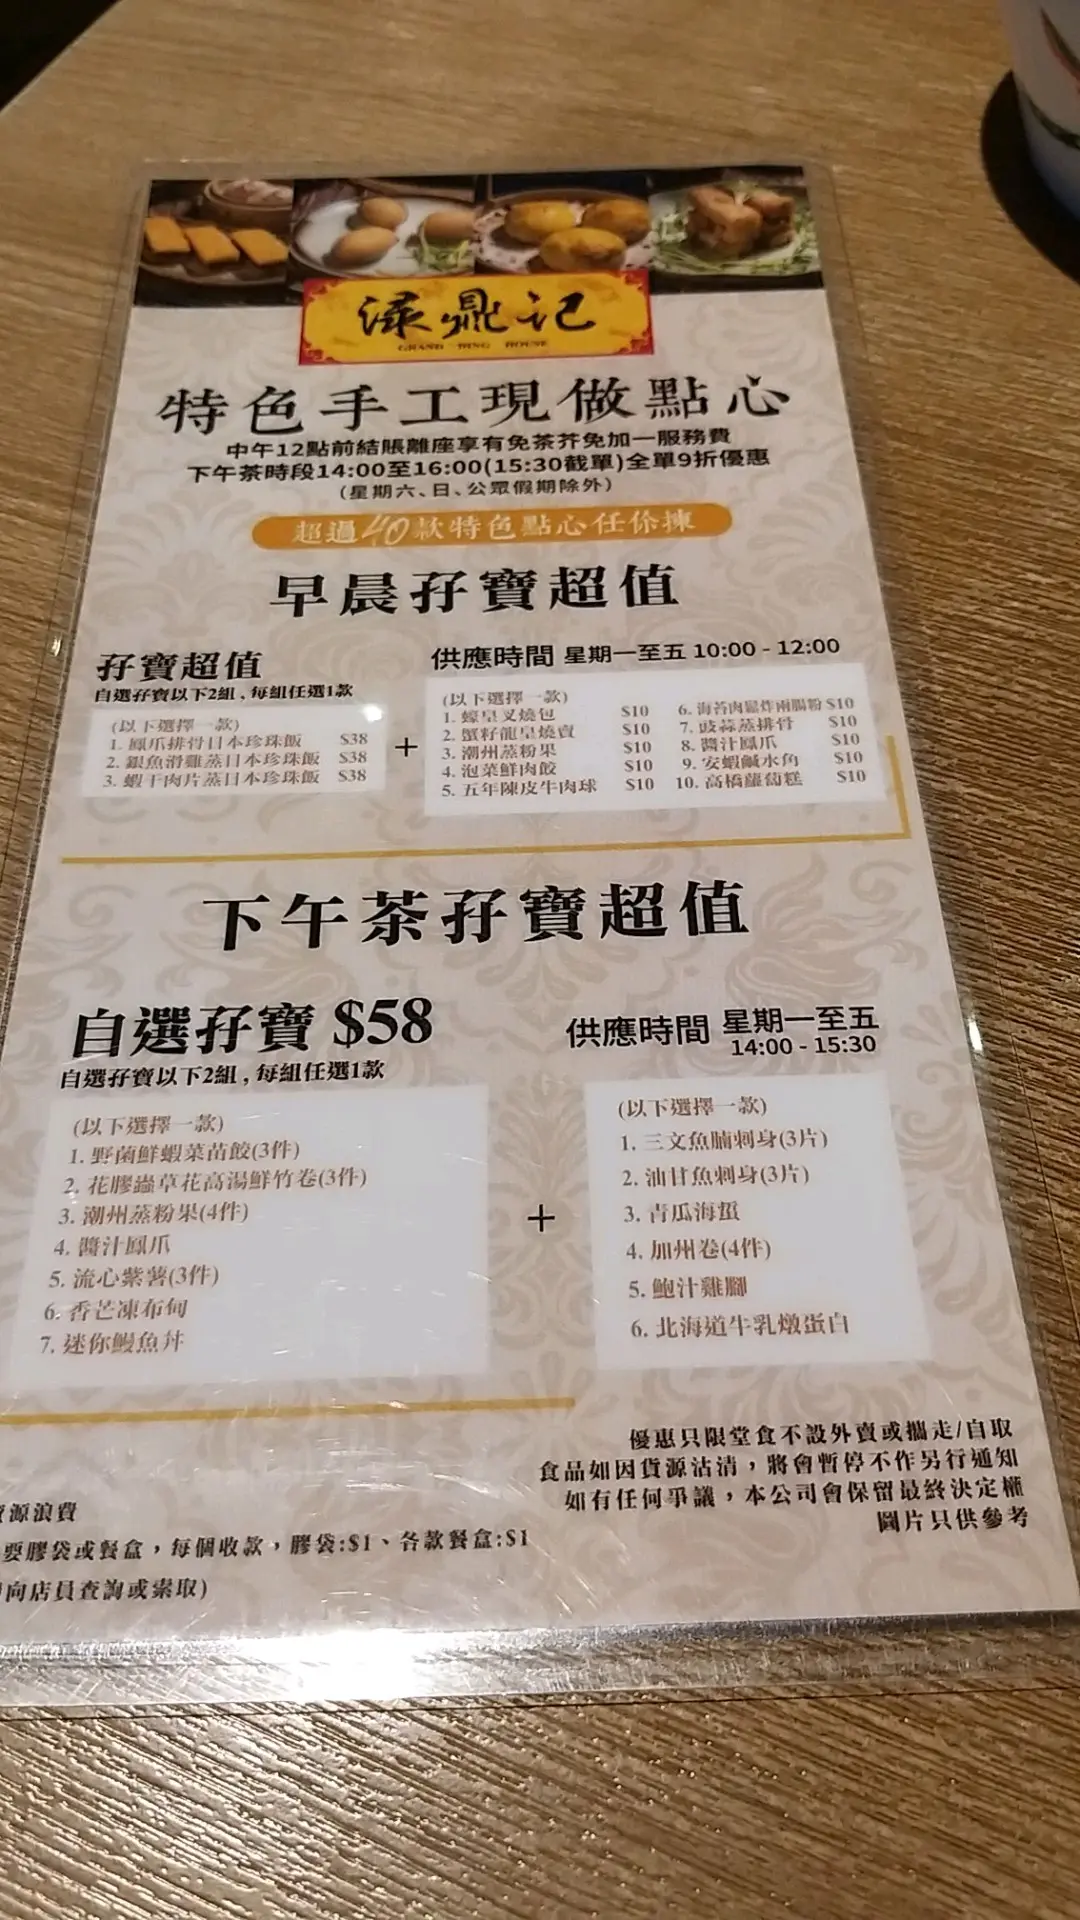 渌鼎记
GRAND DING HOUSE
特色手工現做點心
中午12點前結賬離座享有免茶芥免加一服務費
下午茶時段14:00至16:00(15:30截單)全單9折優惠
(星期六、日、公眾假期除外)
超過40款特色點心任你揀
早晨孖寶超值
孖寶超值
自選孖寶以下2組,每組任選1款
(以下選擇一款)
1. 鳳爪排骨日本珍珠飯 $38
2. 銀魚滑雞蒸日本珍珠飯 $38
3. 蝦干肉片蒸日本珍珠飯 $38
+
供應時間 星期一至五 10:00 - 12:00
(以下選擇一款)
1. 蠔皇叉燒包 $10
2. 蟹籽龍皇燒賣 $10
3. 潮州蒸粉果 $10
4. 泡菜鮮肉餃 $10
5. 五年陳皮牛肉球 $10
6. 海苔肉鬆炸兩腸粉 $10
7. 豉蒜蒸排骨 $10
8. 醬汁鳳爪 $10
9. 安蝦鹹水角 $10
10. 高橋蘿蔔糕 $10
下午茶孖寶超值
自選孖寶 $58
自選孖寶以下2組,每組任選1款
(以下選擇一款)
1. 野菌鮮蝦菜苗餃(3件)
2. 花膠蟲草花高湯鮮竹卷(3件)
3. 潮州蒸粉果(4件)
4. 醬汁鳳爪
5. 流心紫薯(3件)
6. 香芒凍布甸
7. 迷你鰻魚丼
+
供應時間 星期一至五
14:00 - 15:30
(以下選擇一款)
1. 三文魚腩刺身(3片)
2. 油甘魚刺身(3片)
3. 青瓜海蜇
4. 加州卷(4件)
5. 鮑汁雞腳
6. 北海道牛乳燉蛋白
優惠只限堂食不設外賣或攜走/自取
食品如因貨源沽清,將會暫停不作另行通知
如有任何爭議,本公司會保留最終決定權
圖片只供參考
源浪費
要膠袋或餐盒,每個收款,膠袋:$1、各款餐盒:$1
向店員查詢或索取)